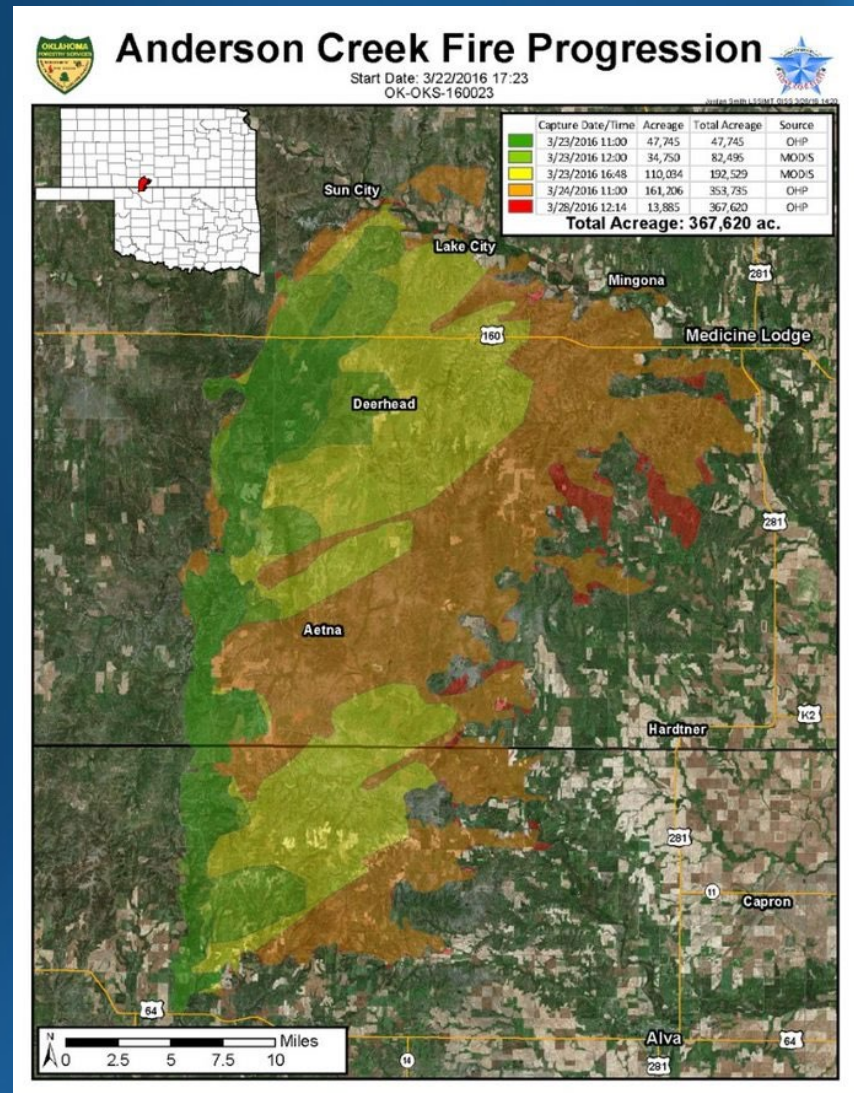 OKLAHOMA
FORESTRY SERVICES
Anderson Creek Fire Progression
Start Date: 3/22/2016 17:23
OK-OKS-160023
Capture Date/Time Acreage Total Acreage Source
3/23/2016 11:00 47,745 47,745 OHP
3/23/2016 12:00 34,750 82,495 MODIS
3/23/2016 16:48 110,034 192,529 MODIS
3/24/2016 11:00 161,206 353,735 OHP
3/28/2016 12:14 13,885 367,620 OHP
Total Acreage: 367,620 ac.
Sun City
Lake City
Mingona
281
160
Medicine Lodge
Deerhead
281
Aetna
K2
Hardtner
281
11
Capron
64
N
0 2.5 5 7.5 10 Miles
Alva
64
14
281